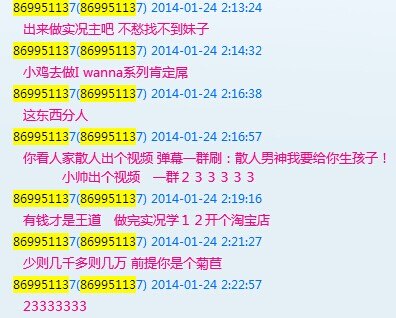 869951137(869951137) 2014-01-24 2:13:24
出来做实况主吧 不愁找不到妹子
869951137(869951137) 2014-01-24 2:14:32
小鸡去做I wanna系列肯定屌
869951137(869951137) 2014-01-24 2:16:38
这东西分人
869951137(869951137) 2014-01-24 2:16:57
你看人家散人出个视频 弹幕一群刷：散人男神我要给你生孩子！
小帅出个视频 一群２３３３３３
869951137(869951137) 2014-01-24 2:19:16
有钱才是王道 做完实况学１２开个淘宝店
869951137(869951137) 2014-01-24 2:21:27
少则几千多则几万 前提你是个菊苣
869951137(869951137) 2014-01-24 2:22:57
23333333